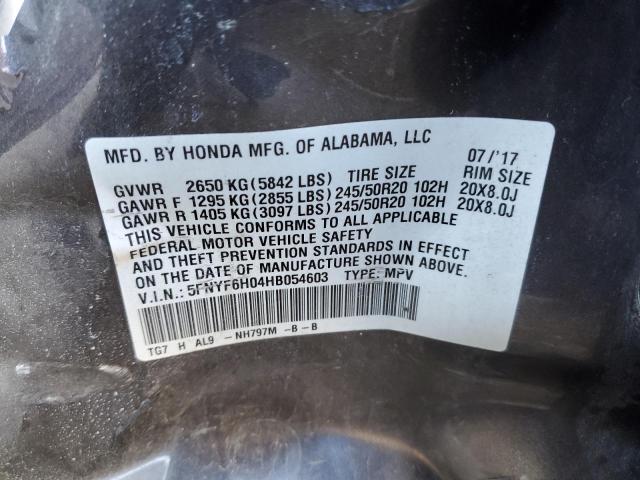 MFD. BY HONDA MFG. OF ALABAMA, LLC 07/'17
GVWR 2650 KG (5842 LBS) TIRE SIZE RIM SIZE
GAWR F 1295 KG (2855 LBS) 245/50R20 102H 20X8.0J
GAWR R 1405 KG (3097 LBS) 245/50R20 102H 20X8.0J
THIS VEHICLE CONFORMS TO ALL APPLICABLE
FEDERAL MOTOR VEHICLE SAFETY
AND THEFT PREVENTION STANDARDS IN EFFECT
ON THE DATE OF MANUFACTURE SHOWN ABOVE.
V.I.N.: 5FNYF6H04HB054603 TYPE: MPV
TG7 H AL9 -NH797M -B -B